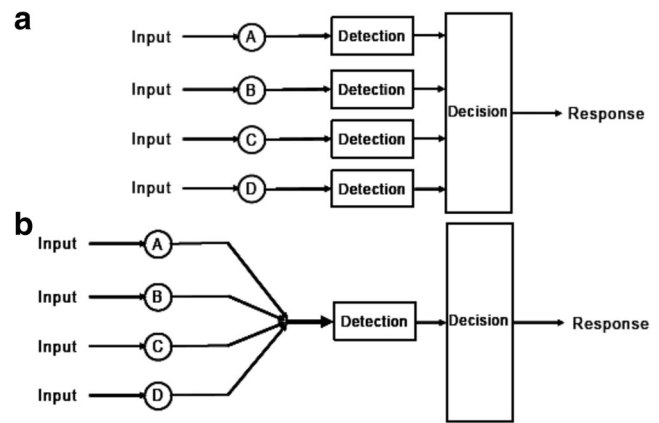 a
Input A Detection
Input B Detection
Decision Response
Input C Detection
Input D Detection
b
Input A
Input B
Detection Decision Response
Input C
Input D